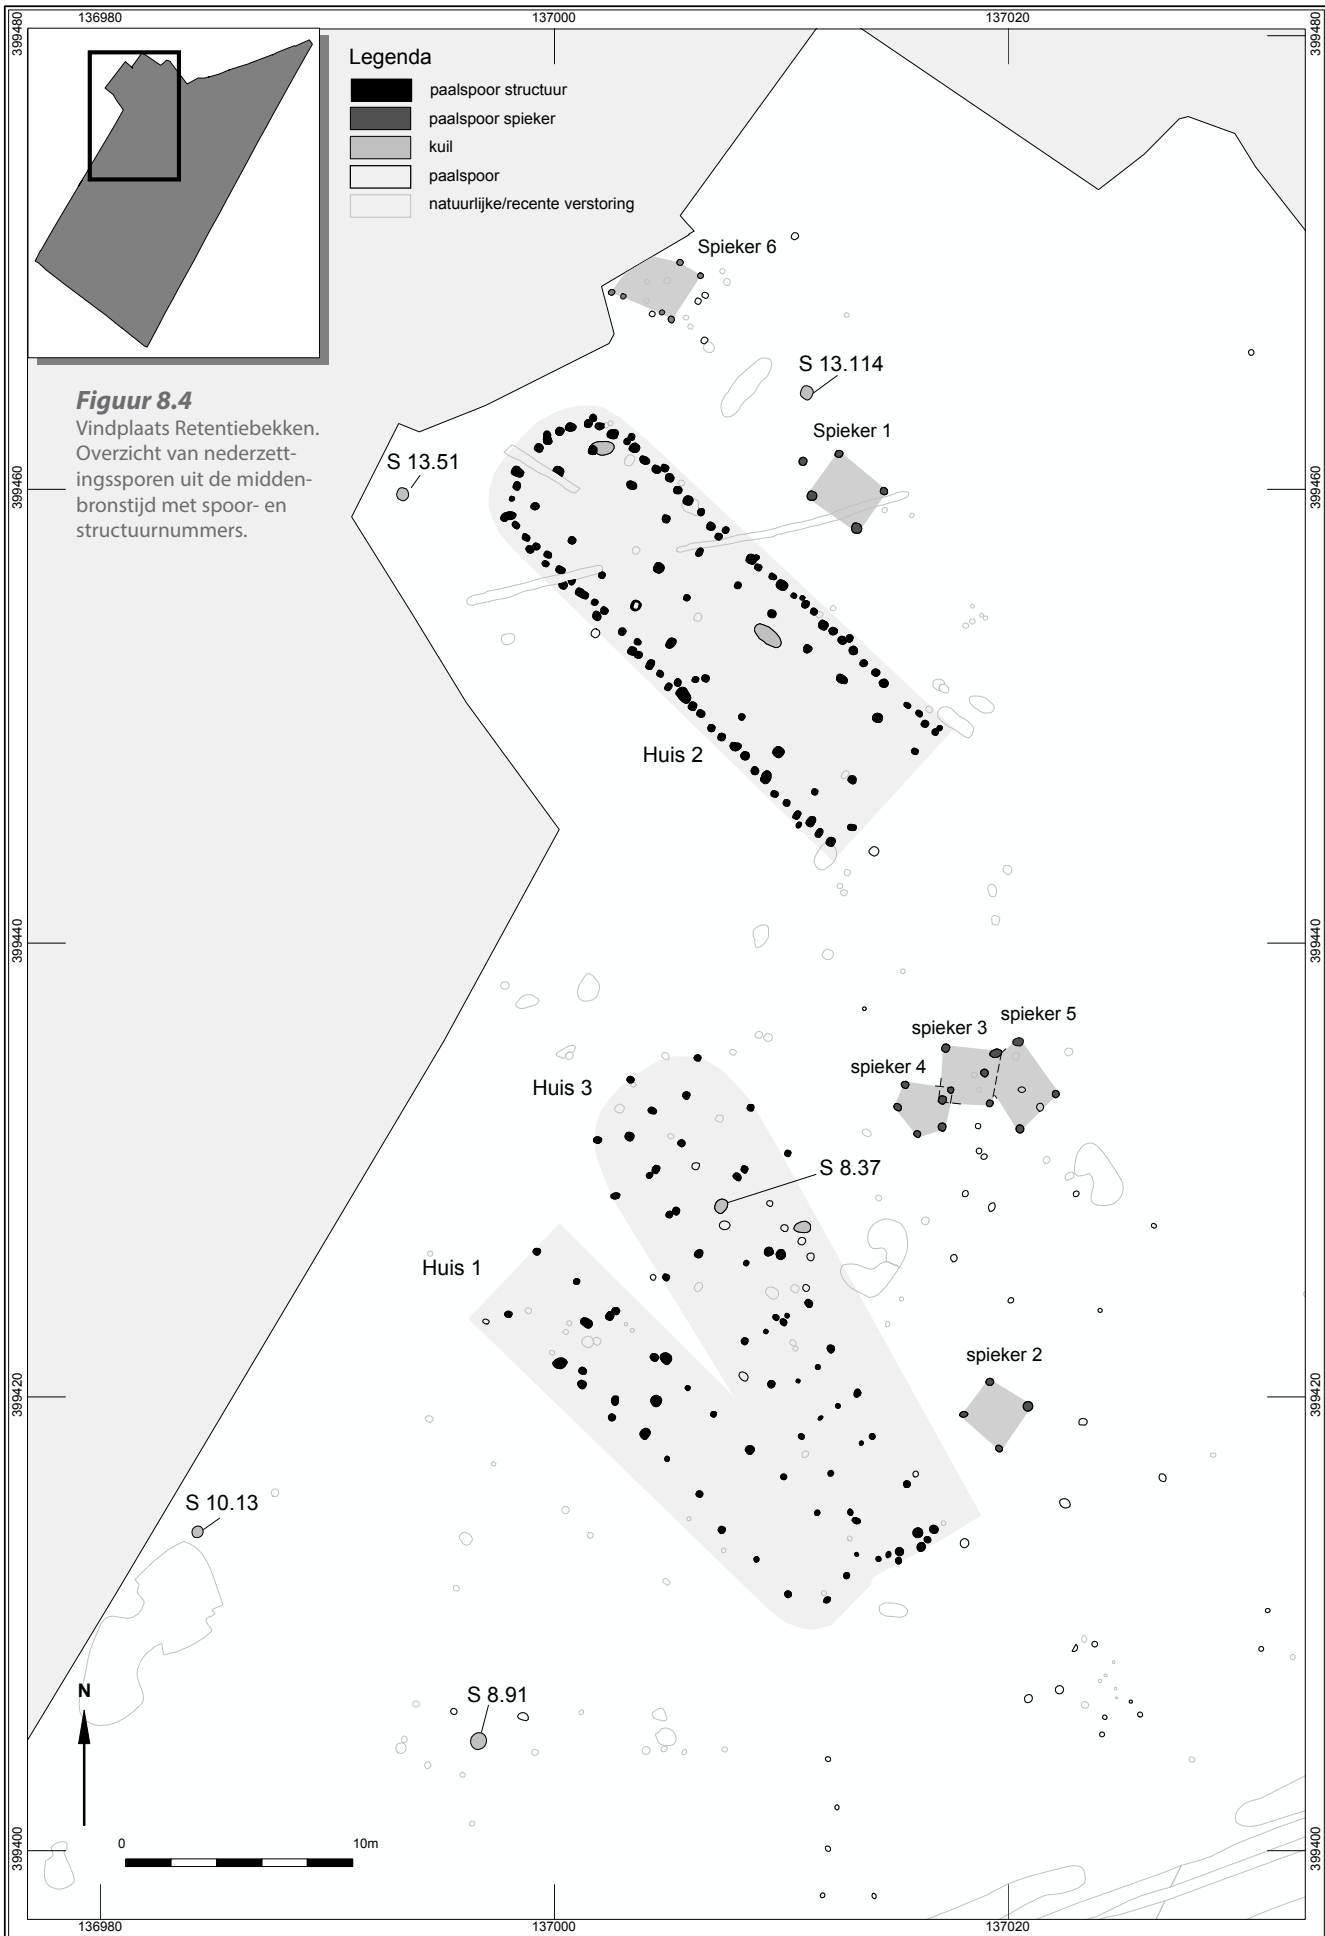 136980
137000
137020
399480
399480
Legenda
paalspoor structuur
paalspoor spieker
kuil
paalspoor
natuurlijke/recente verstoring
Spieker 6
S 13.114
Figuur 8.4
Vindplaats Retentiebekken.
Overzicht van nederzett-
ingssporen uit de midden-
bronstijd met spoor- en
structuurnummers.
Spieker 1
S 13.51
399460
399460
Huis 2
399440
399440
spieker 5
spieker 3
spieker 4
Huis 3
S 8.37
Huis 1
spieker 2
399420
399420
S 10.13
N
S 8.91
0
10m
399400
399400
136980
137000
137020